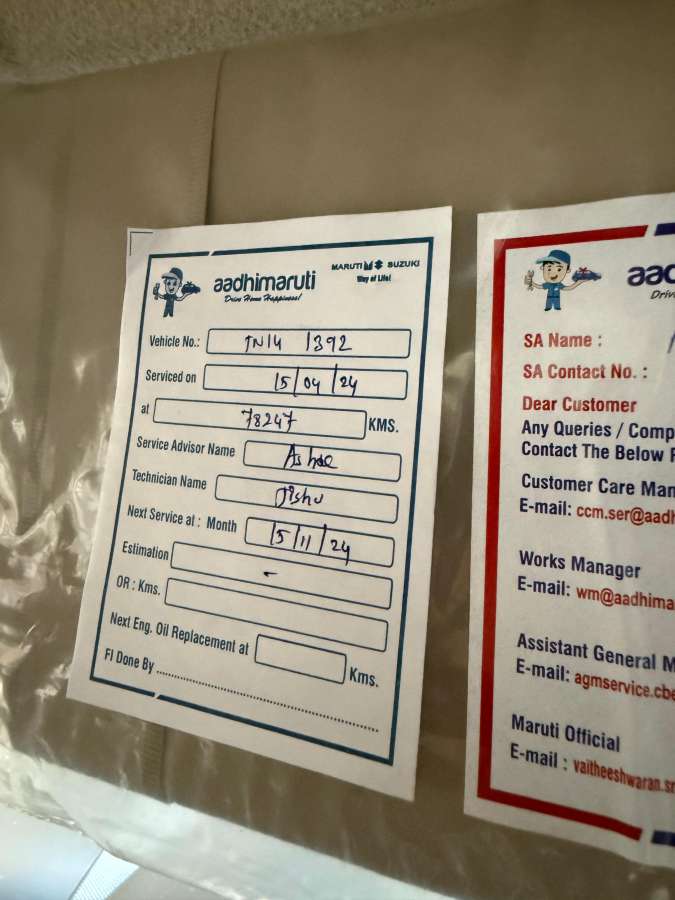 aadhimaruti
Drive Home Happiness!
MARUTI SUZUKI
Way of Life!
Vehicle No.: TN14 1392
Serviced on 15/04/24
at 78247 KMS.
Service Advisor Name
Technician Name Jishu
Next Service at : Month 15/11/24
Estimation -
OR : Kms.
Next Eng. Oil Replacement at Kms.
FI Done By
aad
Driv
SA Name :
SA Contact No. :
Dear Customer
Any Queries / Comp
Contact The Below P
Customer Care Man
E-mail: ccm.ser@aadh
Works Manager
E-mail: wm@aadhima
Assistant General M
E-mail: agmservice.cbe
Maruti Official
E-mail : vaitheeshwaran.sr